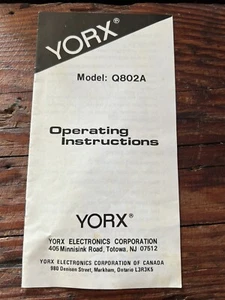 YORX®
Model: Q802A
Operating
Instructions
YORX®
YORX ELECTRONICS CORPORATION
405 Minnisink Road, Totowa, NJ 07512
YORX ELECTRONICS CORPORATION OF CANADA
980 Denison Street, Markham, Ontario L3R3K5